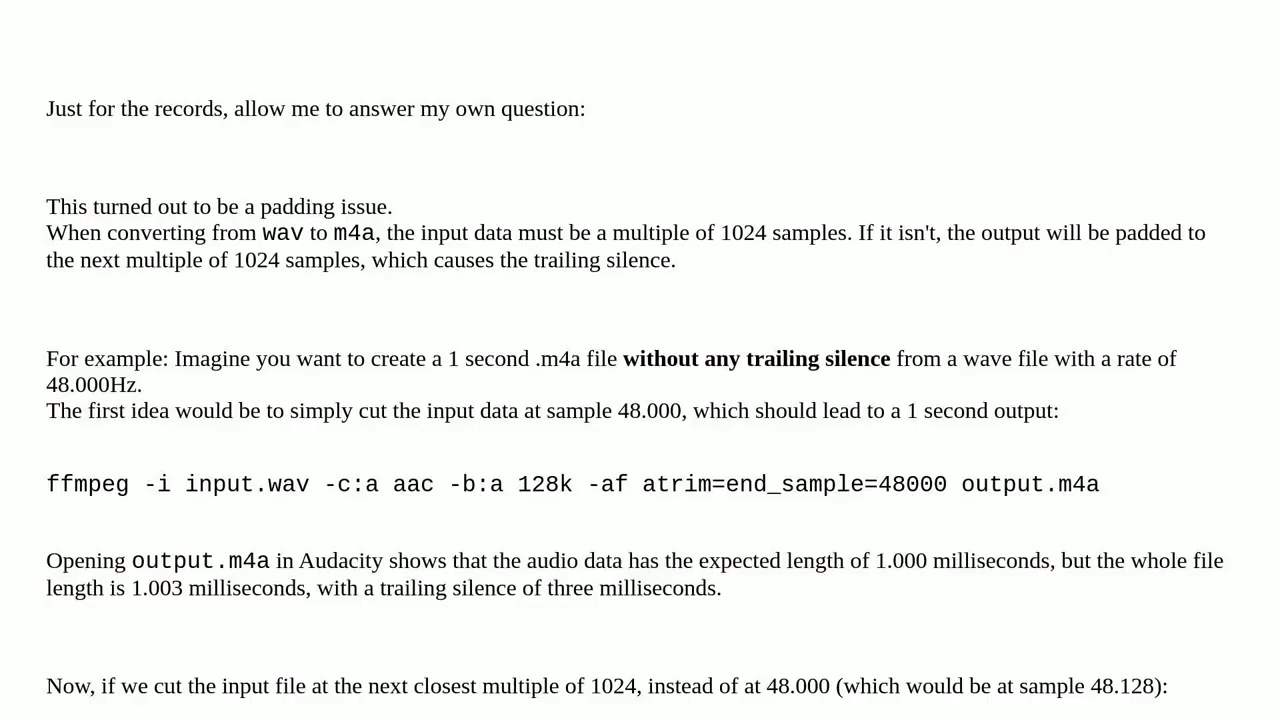 Just for the records, allow me to answer my own question:
This turned out to be a padding issue.
When converting from wav to m4a, the input data must be a multiple of 1024 samples. If it isn't, the output will be padded to
the next multiple of 1024 samples, which causes the trailing silence.
For example: Imagine you want to create a 1 second .m4a file without any trailing silence from a wave file with a rate of
48.000Hz.
The first idea would be to simply cut the input data at sample 48.000, which should lead to a 1 second output:
ffmpeg -i input.wav -c:a aac -b:a 128k -af atrim=end_sample=48000 output.m4a
Opening output.m4a in Audacity shows that the audio data has the expected length of 1.000 milliseconds, but the whole file
length is 1.003 milliseconds, with a trailing silence of three milliseconds.
Now, if we cut the input file at the next closest multiple of 1024, instead of at 48.000 (which would be at sample 48.128):